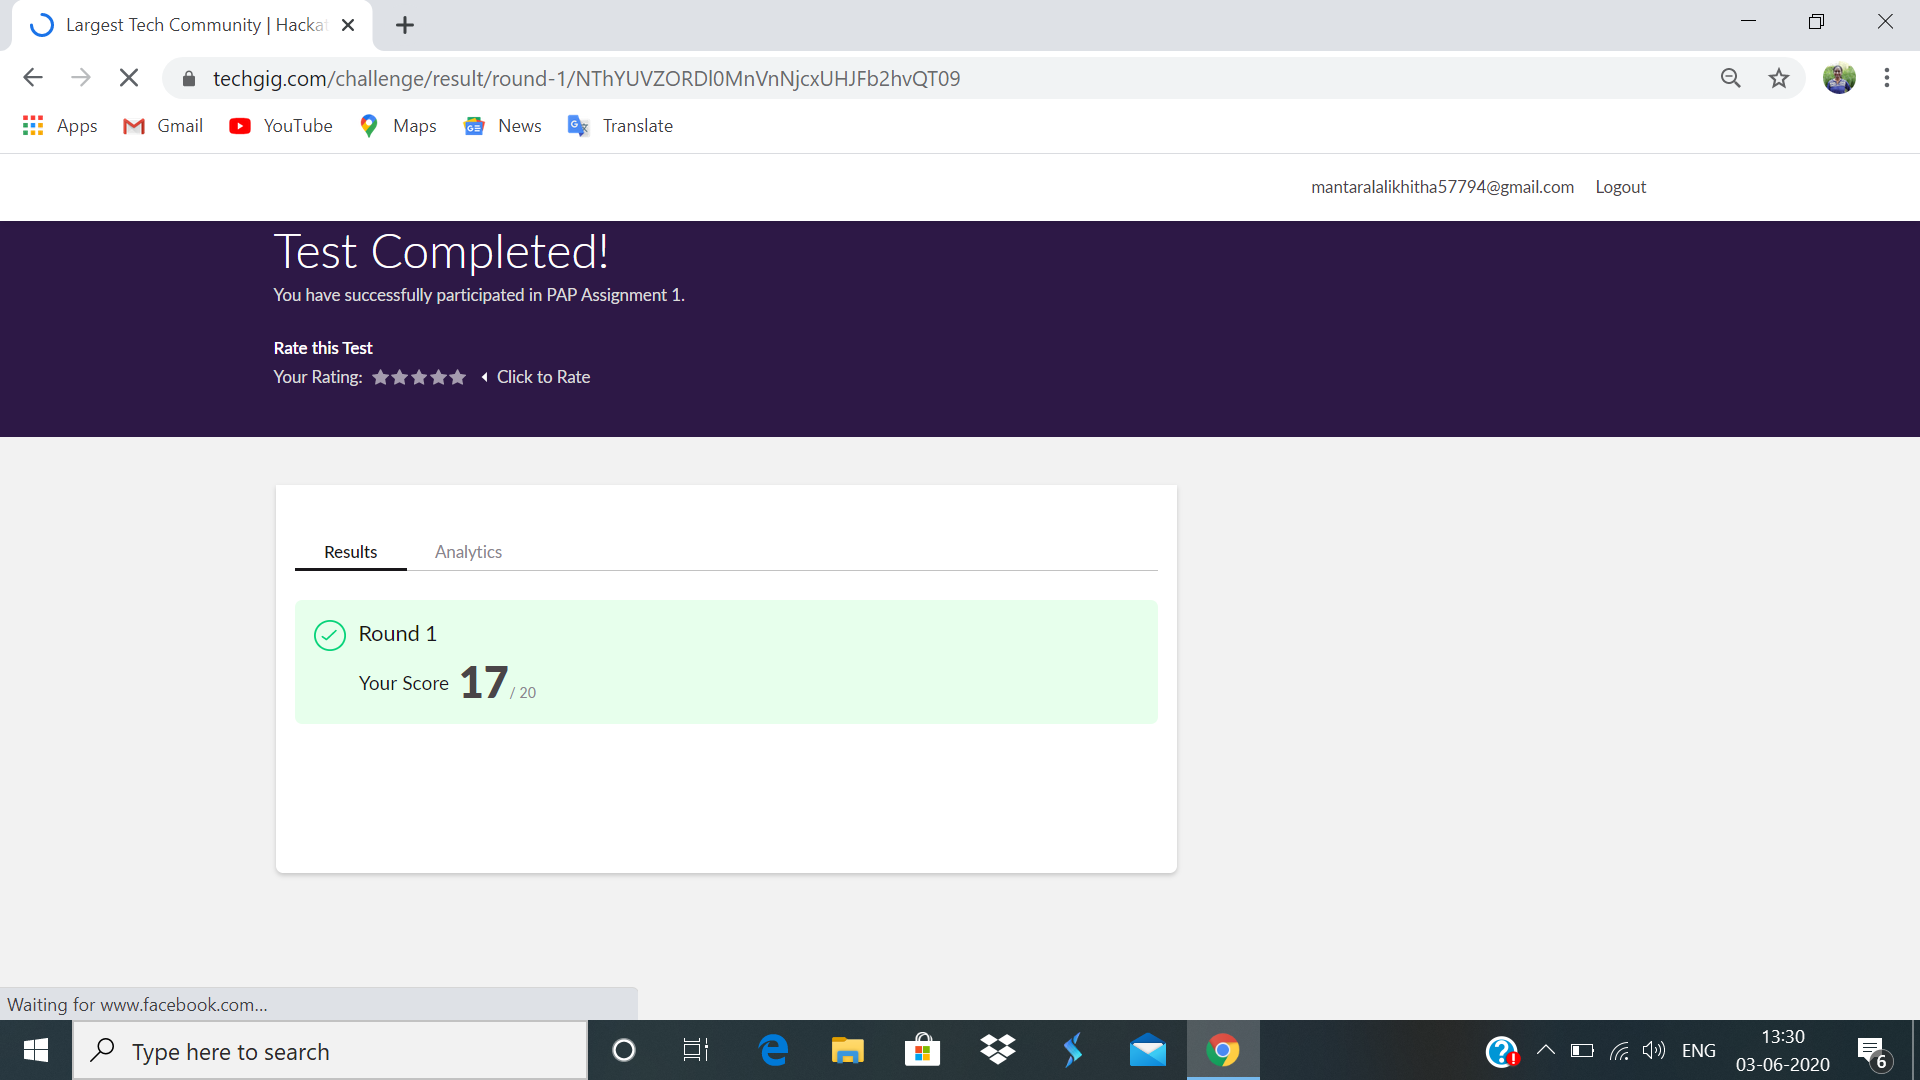 Largest Tech Community | Hacka
techgig.com/challenge/result/round-1/NThYUVZORDl0MnVnNjcxUHJFb2hvQT09
Apps Gmail YouTube Maps News Translate
mantaralalikhitha57794@gmail.com Logout
Test Completed!
You have successfully participated in PAP Assignment 1.
Rate this Test
Your Rating: Click to Rate
Results Analytics
Round 1
Your Score 17 / 20
Waiting for www.facebook.com...
Type here to search
ENG
13:30
03-06-2020
6